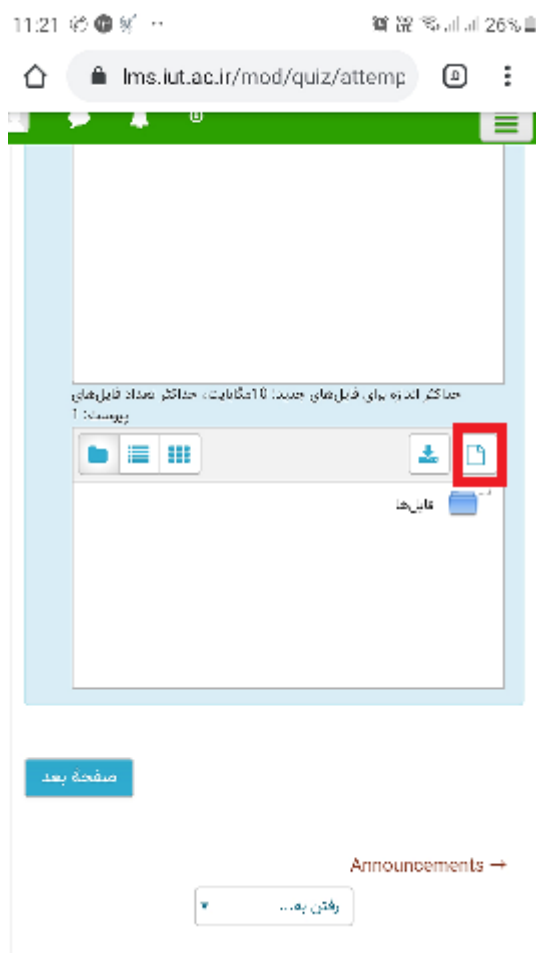 11:21
26%
lms.iut.ac.ir/mod/quiz/attemp
حداکثر اندازه برای فایل‌های جدید: 10مگابایت، حداکثر تعداد فایل‌های
پیوست: 1
فایل‌ها
صفحهٔ بعد
Announcements →
رفتن به...